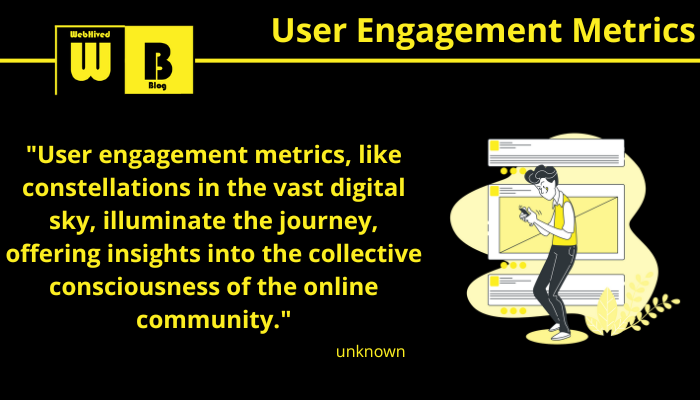 User Engagement Metrics
WebHived
W
B
Blog
"User engagement metrics, like
constellations in the vast digital
sky, illuminate the journey,
offering insights into the collective
consciousness of the online
community."
unknown